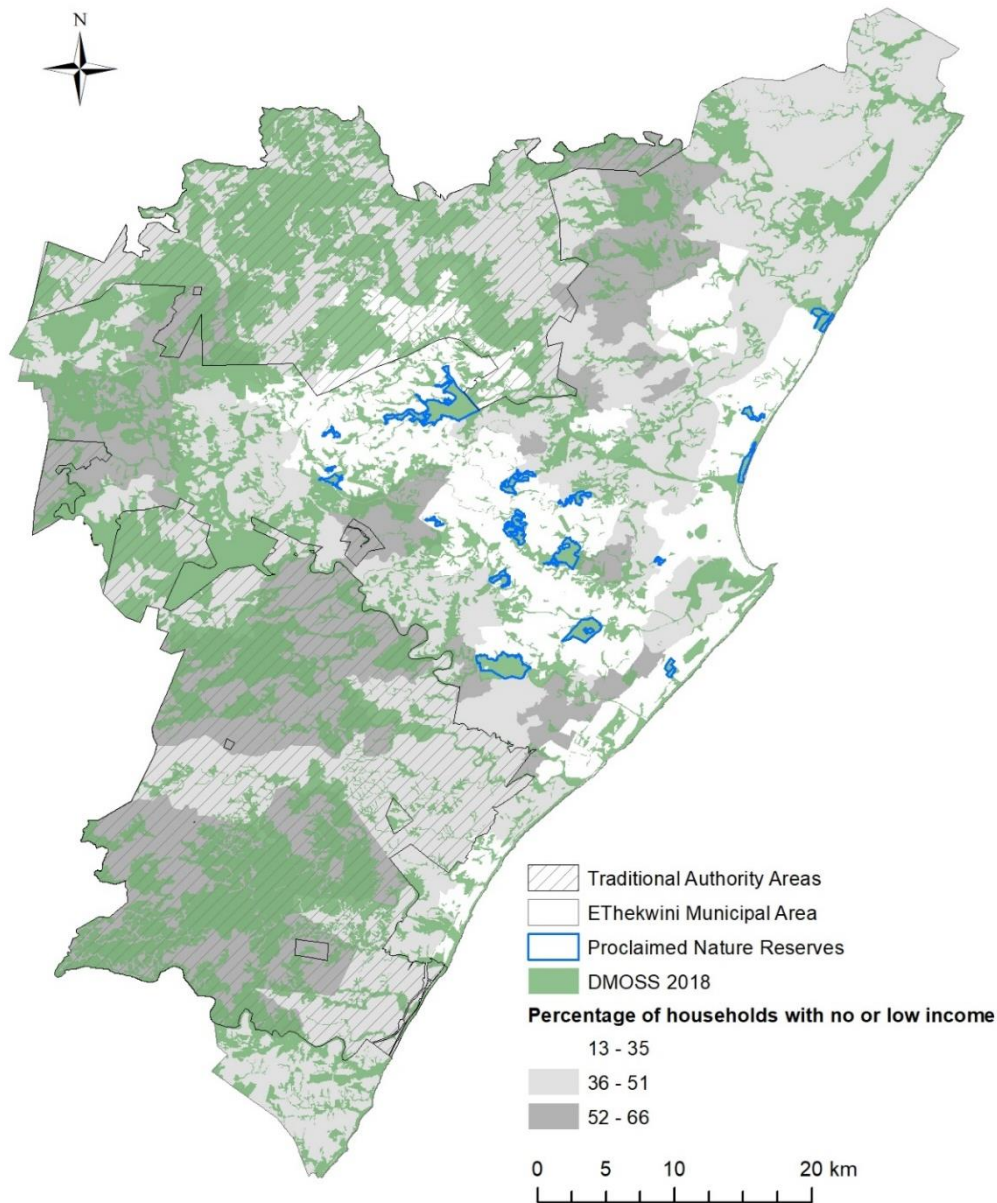 N
Traditional Authority Areas
EThekwini Municipal Area
Proclaimed Nature Reserves
DMOSS 2018
Percentage of households with no or low income
13 - 35
36 - 51
52 - 66
0 5 10 20 km